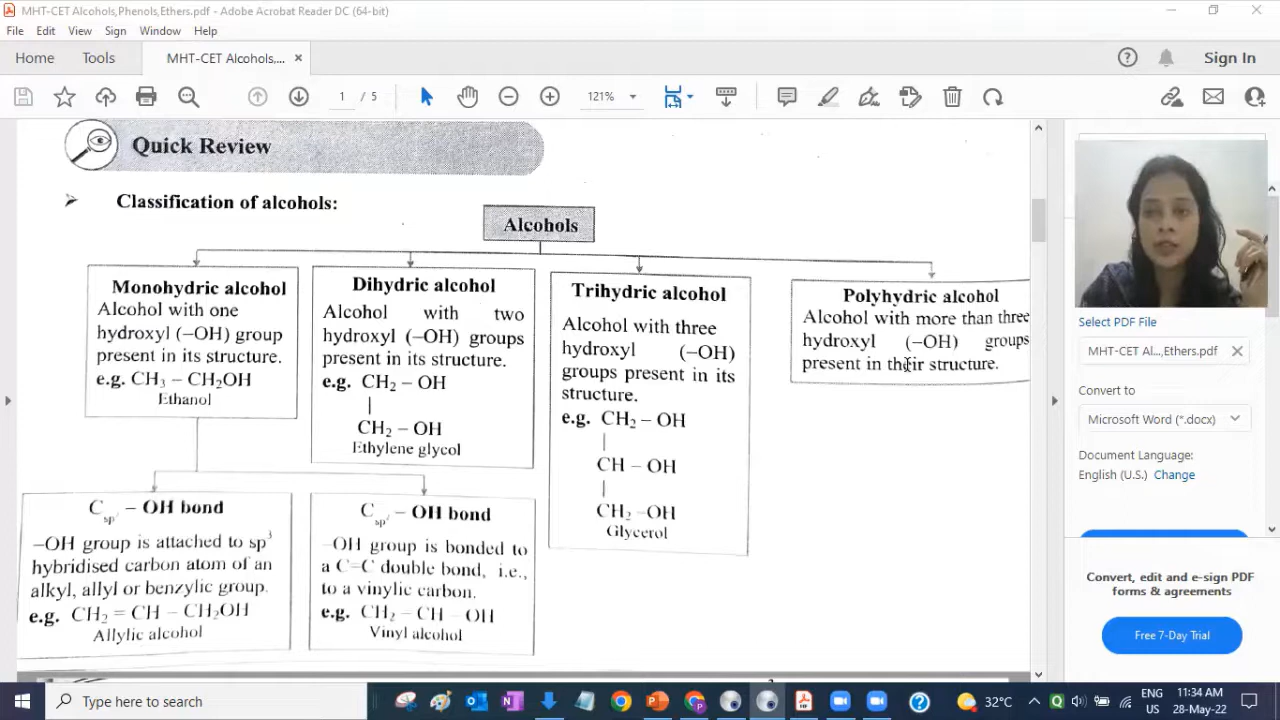 MHT-CET Alcohols,Phenols,Ethers.pdf - Adobe Acrobat Reader DC (64-bit)
File Edit View Sign Window Help
Home Tools MHT-CET Alcohols,... × Sign In
1 / 5 121%
Quick Review
Classification of alcohols:
Alcohols
Monohydric alcohol
Alcohol with one
hydroxyl (–OH) group
present in its structure.
e.g. CH₃ – CH₂OH
Ethanol
Dihydric alcohol
Alcohol with two
hydroxyl (–OH) groups
present in its structure.
e.g. CH₂ – OH
|
CH₂ – OH
Ethylene glycol
Trihydric alcohol
Alcohol with three
hydroxyl (–OH)
groups present in its
structure.
e.g. CH₂ – OH
|
CH – OH
|
CH₂ –OH
Glycerol
Polyhydric alcohol
Alcohol with more than three
hydroxyl (–OH) groups
present in their structure.
C sp – OH bond
–OH group is attached to sp³
hybridised carbon atom of an
alkyl, allyl or benzylic group.
e.g. CH₂ = CH – CH₂OH
Allylic alcohol
C sp – OH bond
–OH group is bonded to
a C=C double bond, i.e.,
to a vinylic carbon.
e.g. CH₂ – CH – OH
Vinyl alcohol
Select PDF File
MHT-CET Al...,Ethers.pdf
Convert to
Microsoft Word (*.docx)
Document Language:
English (U.S.) Change
Convert, edit and e-sign PDF
forms & agreements
Free 7-Day Trial
Type here to search
32°C
ENG
US
11:34 AM
28-May-22